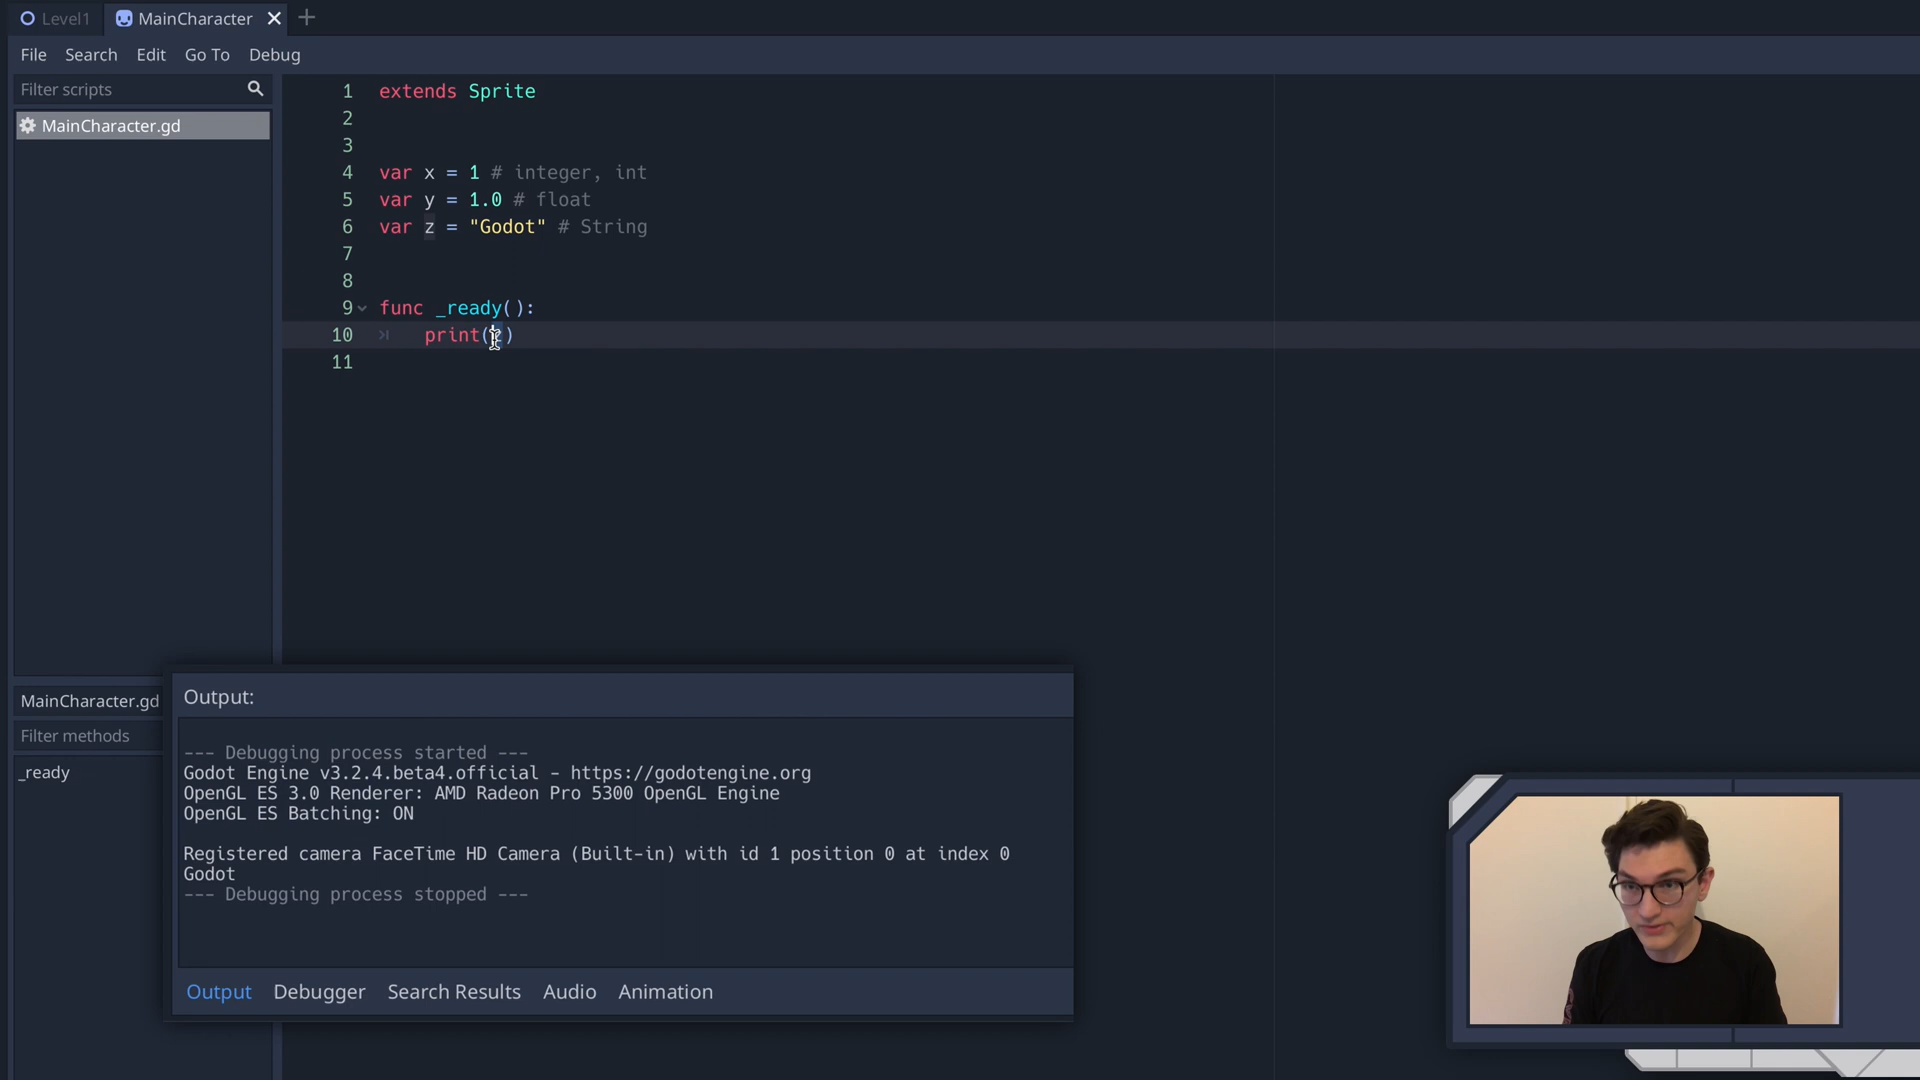 Level1 MainCharacter
File Search Edit Go To Debug
Filter scripts
MainCharacter.gd
1 extends Sprite
2
3
4 var x = 1 # integer, int
5 var y = 1.0 # float
6 var z = "Godot" # String
7
8
9 func _ready():
10 print( )
11
MainCharacter.gd
Filter methods
_ready
Output:
--- Debugging process started ---
Godot Engine v3.2.4.beta4.official - https://godotengine.org
OpenGL ES 3.0 Renderer: AMD Radeon Pro 5300 OpenGL Engine
OpenGL ES Batching: ON
Registered camera FaceTime HD Camera (Built-in) with id 1 position 0 at index 0
Godot
--- Debugging process stopped ---
Output Debugger Search Results Audio Animation